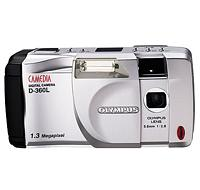 CAMEDIA
DIGITAL CAMERA
D-360L
OLYMPUS
OLYMPUS
LENS
1.3 Megapixel